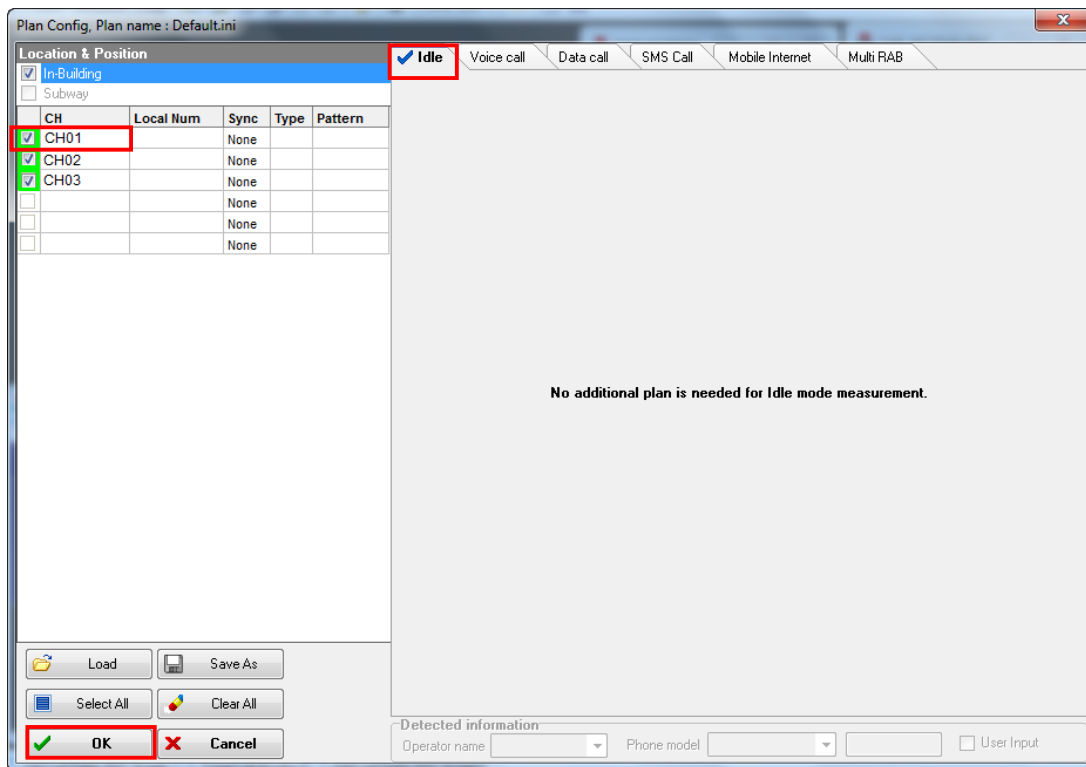 Plan Config, Plan name : Default.ini
Location & Position
In-Building
Subway
CH Local Num Sync Type Pattern
CH01 None
CH02 None
CH03 None
None
None
None
Idle Voice call Data call SMS Call Mobile Internet Multi RAB
No additional plan is needed for Idle mode measurement.
Load Save As
Select All Clear All
OK Cancel
Detected information
Operator name Phone model User Input